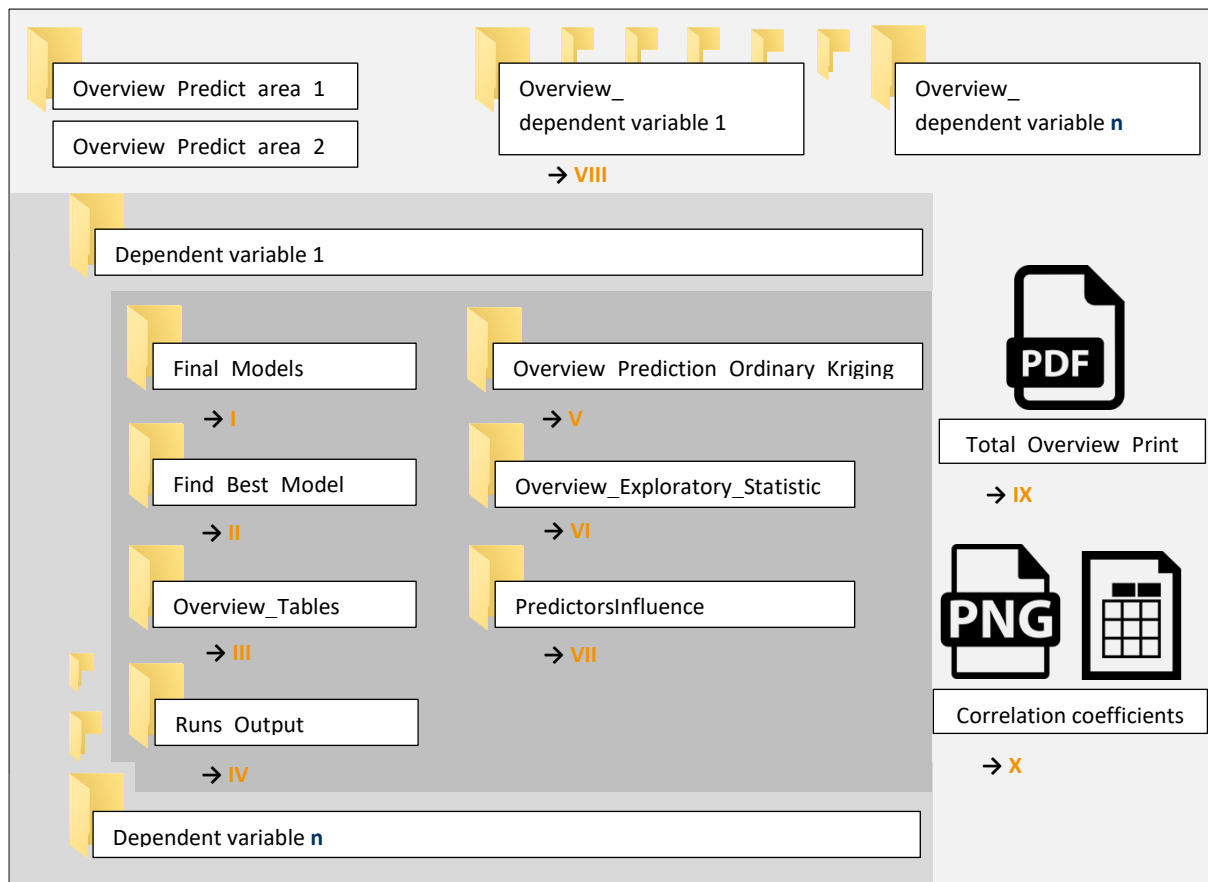 Overview Predict area 1
Overview Predict area 2
Overview_
dependent variable 1
→ VIII
Overview_
dependent variable n
Dependent variable 1
Final Models
→ I
Find Best Model
→ II
Overview_Tables
→ III
Runs Output
→ IV
Overview Prediction Ordinary Kriging
→ V
Overview_Exploratory_Statistic
→ VI
PredictorsInfluence
→ VII
Dependent variable n
PDF
Total Overview Print
→ IX
PNG
Correlation coefficients
→ X